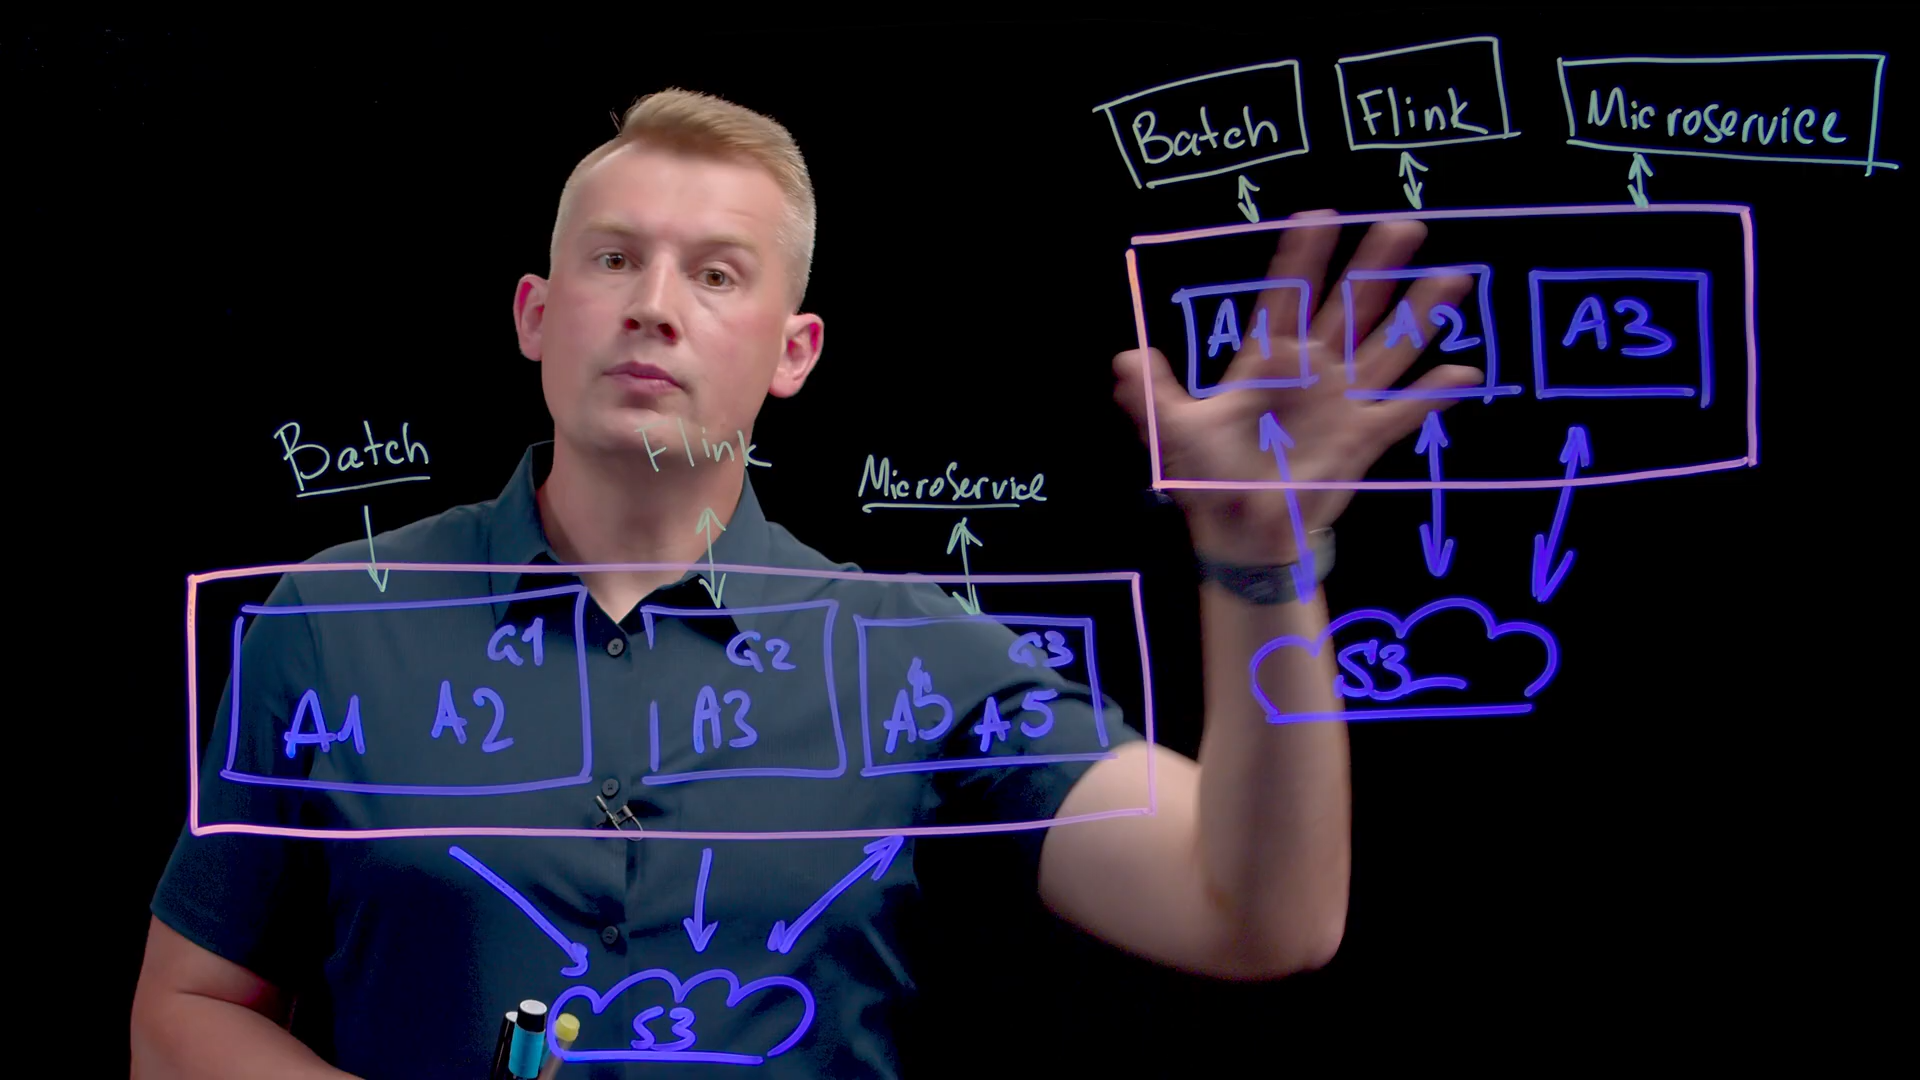 Batch Flink Microservice
A1 A2 A3
S3
Batch Flink Microservice
G1 G2 G3
A1 A2 A3 A5
S3